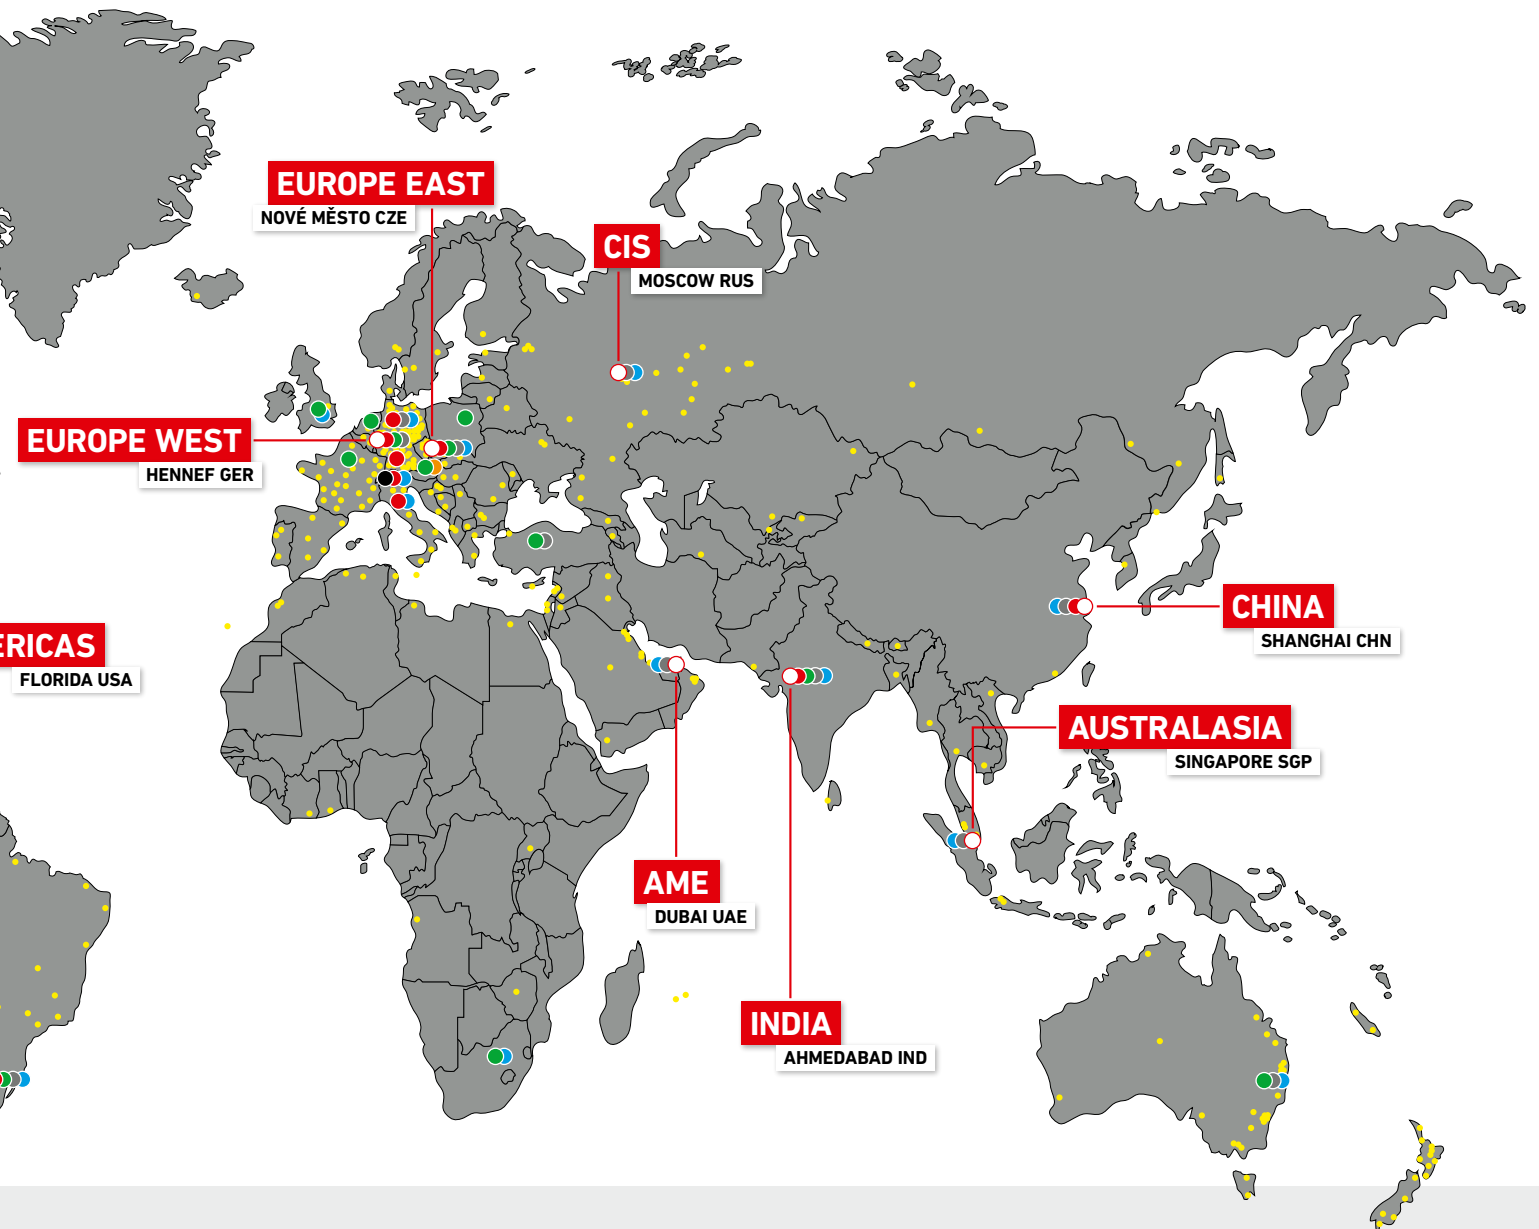 EUROPE EAST
NOVÉ MĚSTO CZE
CIS
MOSCOW RUS
EUROPE WEST
HENNEF GER
CHINA
SHANGHAI CHN
ERICAS
FLORIDA USA
AUSTRALASIA
SINGAPORE SGP
AME
DUBAI UAE
INDIA
AHMEDABAD IND